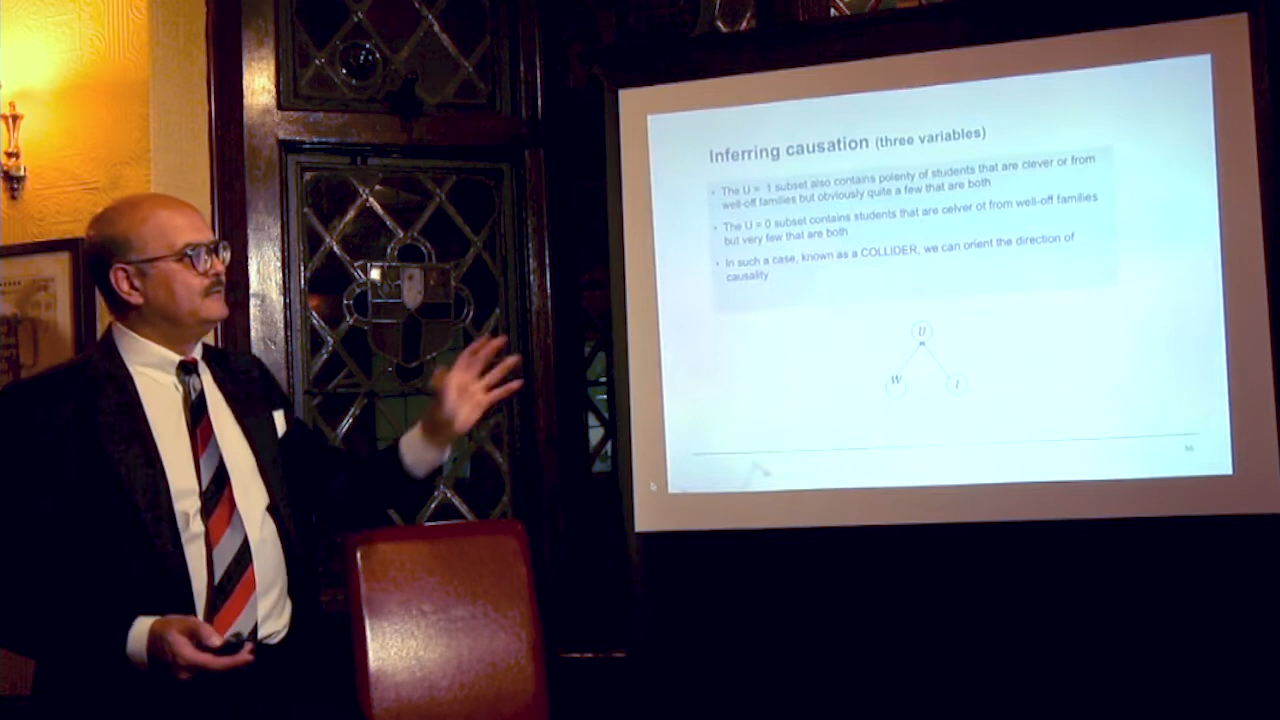 Inferring causation (three variables)
• The U = 1 subset also contains polenty of students that are clever or from
well-off families but obviously quite a few that are both
• The U = 0 subset contains students that are celver ot from well-off families
but very few that are both
• In such a case, known as a COLLIDER, we can orient the direction of
causality
U
W I